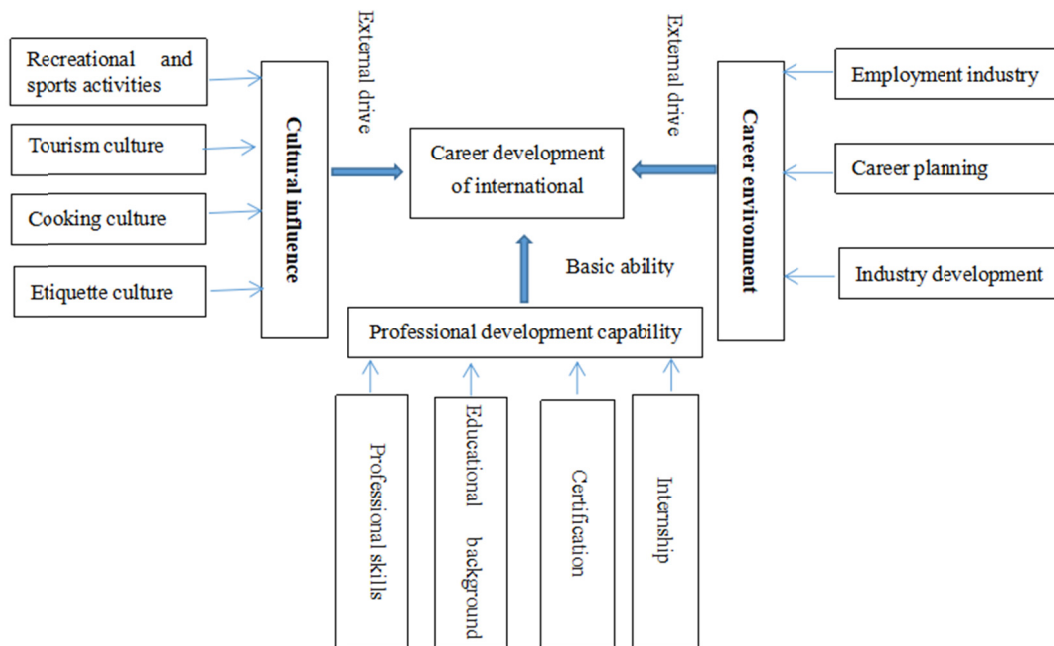 Recreational and
sports activities
Tourism culture
Cooking culture
Etiquette culture
Cultural influence
External drive
Career development
of international
External drive
Career environment
Employment industry
Career planning
Industry development
Basic ability
Professional development capability
Professional skills
Educational background
Certification
Internship